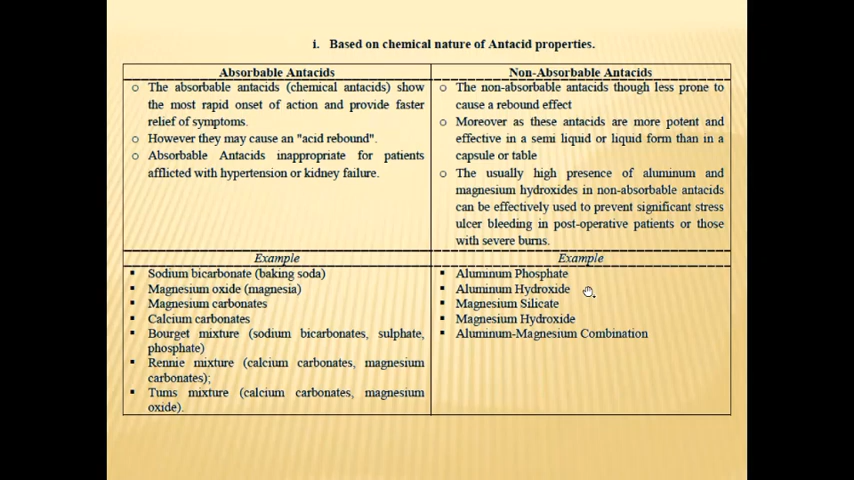 i. Based on chemical nature of Antacid properties.
Absorbable Antacids
o The absorbable antacids (chemical antacids) show
the most rapid onset of action and provide faster
relief of symptoms.
o However they may cause an "acid rebound".
o Absorbable Antacids inappropriate for patients
afflicted with hypertension or kidney failure.
Non-Absorbable Antacids
o The non-absorbable antacids though less prone to
cause a rebound effect
o Moreover as these antacids are more potent and
effective in a semi liquid or liquid form than in a
capsule or table
o The usually high presence of aluminum and
magnesium hydroxides in non-absorbable antacids
can be effectively used to prevent significant stress
ulcer bleeding in post-operative patients or those
with severe burns.
Example
▪ Sodium bicarbonate (baking soda)
▪ Magnesium oxide (magnesia)
▪ Magnesium carbonates
▪ Calcium carbonates
▪ Bourget mixture (sodium bicarbonates, sulphate,
phosphate)
▪ Rennie mixture (calcium carbonates, magnesium
carbonates);
▪ Tums mixture (calcium carbonates, magnesium
oxide).
Example
▪ Aluminum Phosphate
▪ Aluminum Hydroxide
▪ Magnesium Silicate
▪ Magnesium Hydroxide
▪ Aluminum-Magnesium Combination